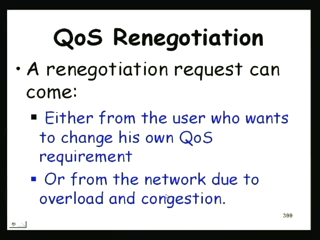 QoS Renegotiation
• A renegotiation request can
come:
▪ Either from the user who wants
to change his own QoS
requirement
▪ Or from the network due to
overload and congestion.